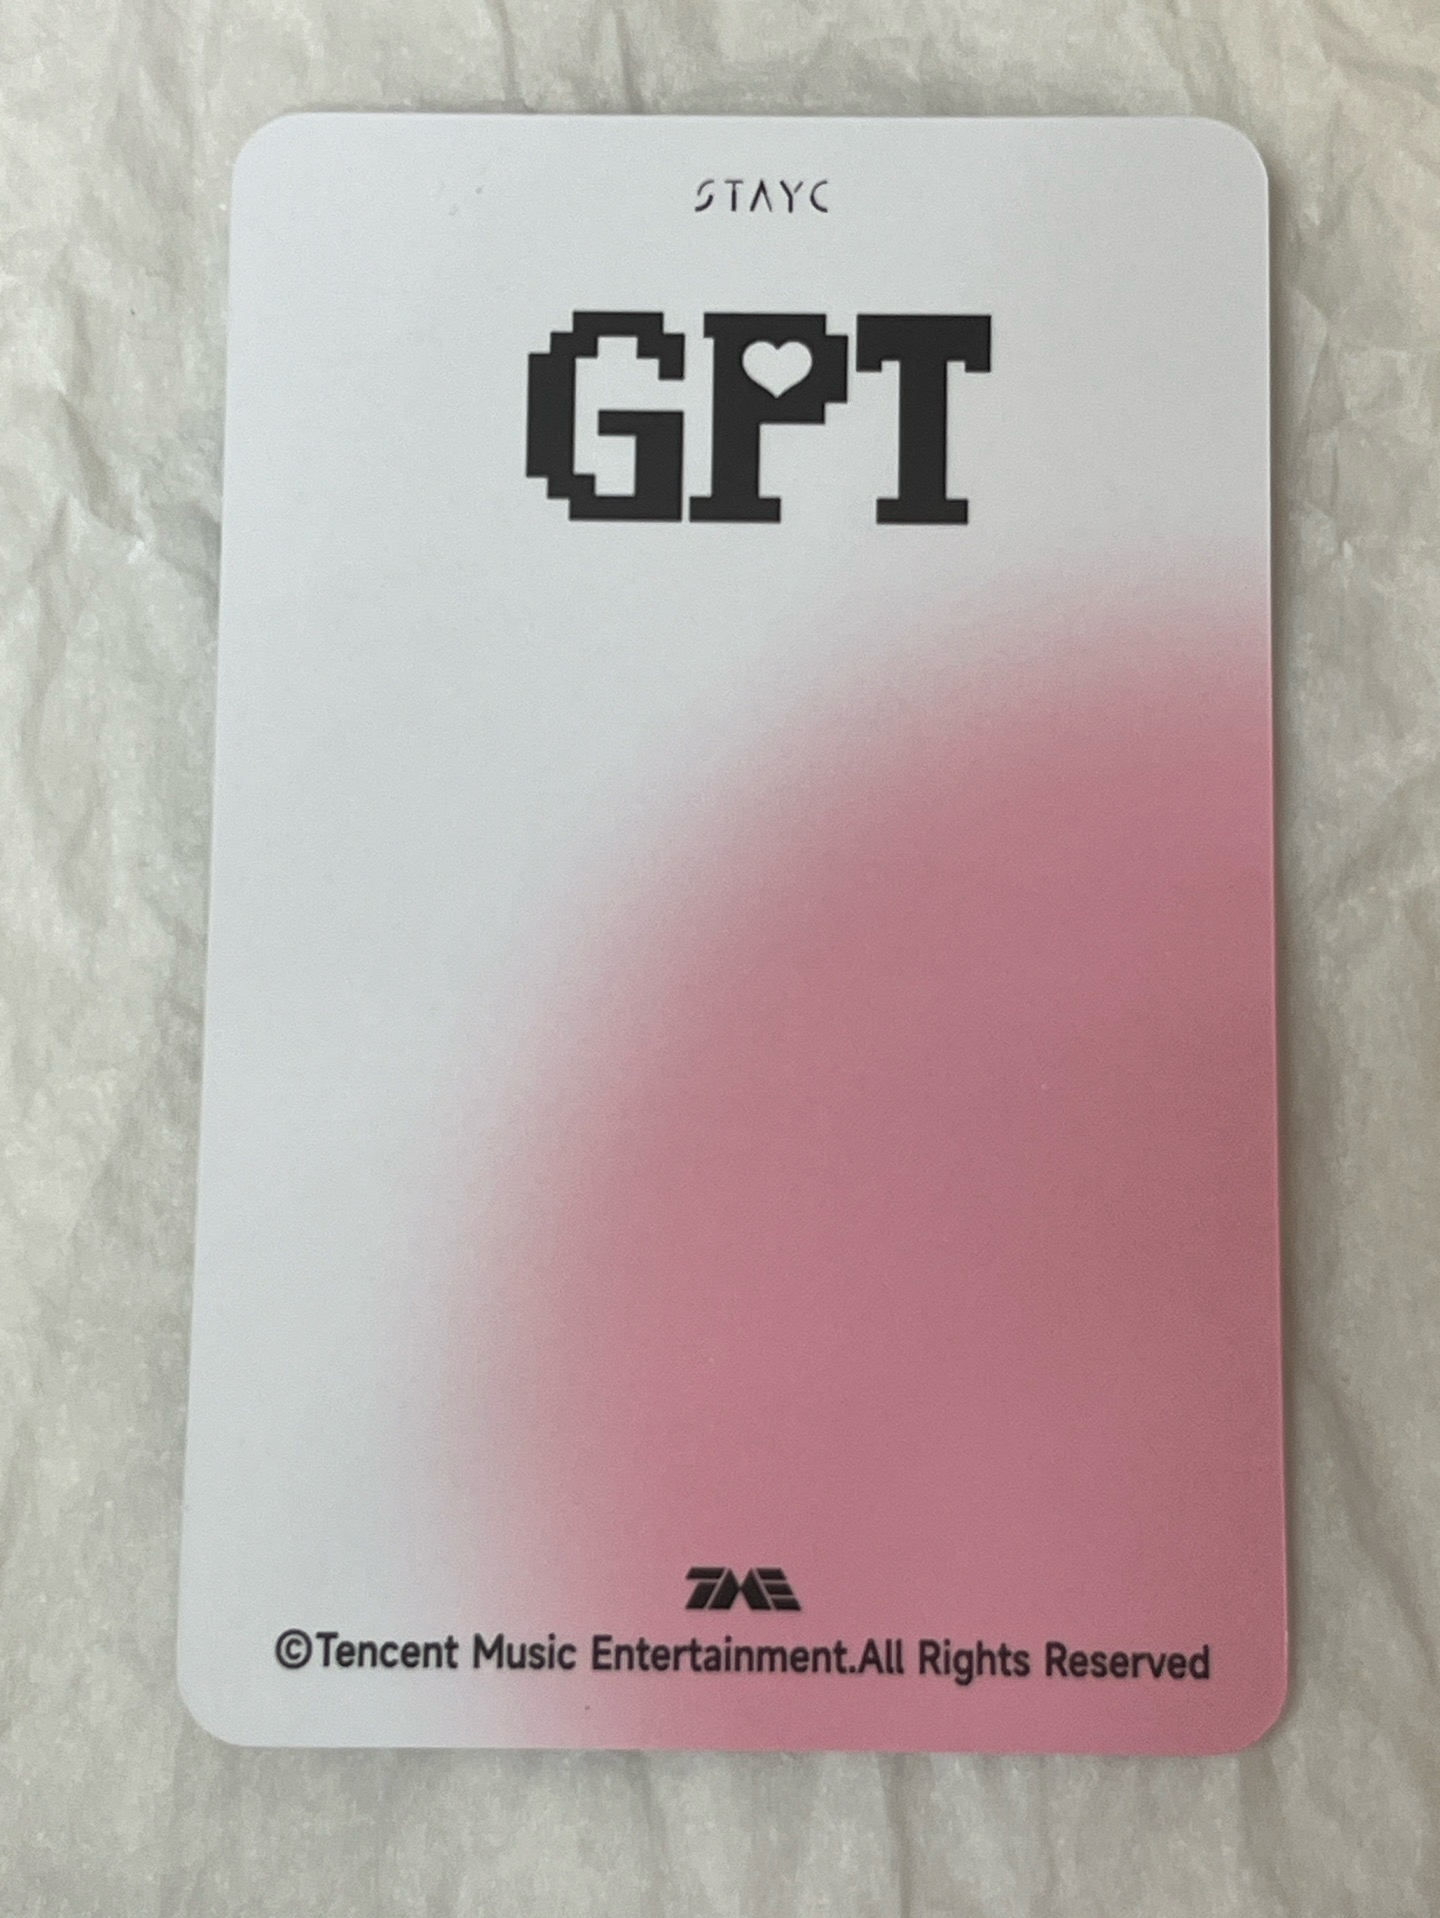 STAYC
GPT
TME
©Tencent Music Entertainment.All Rights Reserved